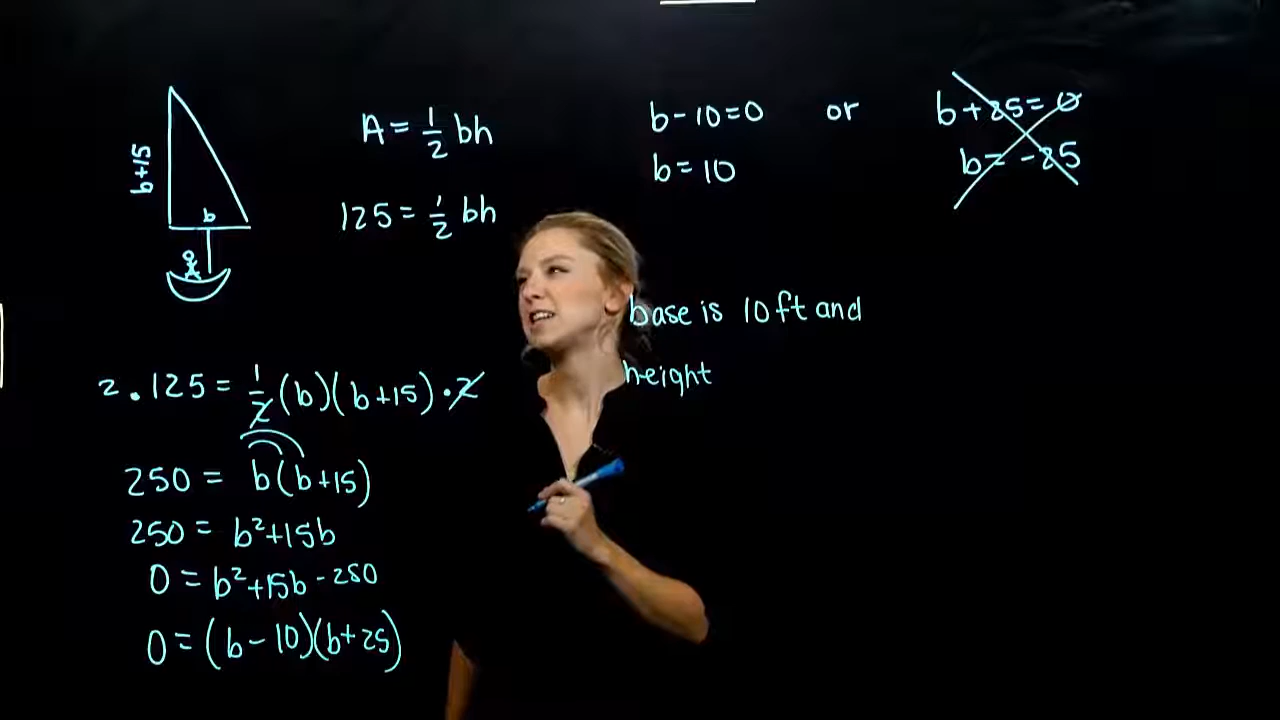 b+15
b
A = 1/2 bh
125 = 1/2 bh
2 · 125 = 1/2 (b)(b+15) · 2
250 = b(b+15)
250 = b²+15b
0 = b²+15b - 250
0 = (b - 10)(b+25)
b - 10 = 0 or b + 25 = 0
b = 10 b = -25
base is 10 ft and
height